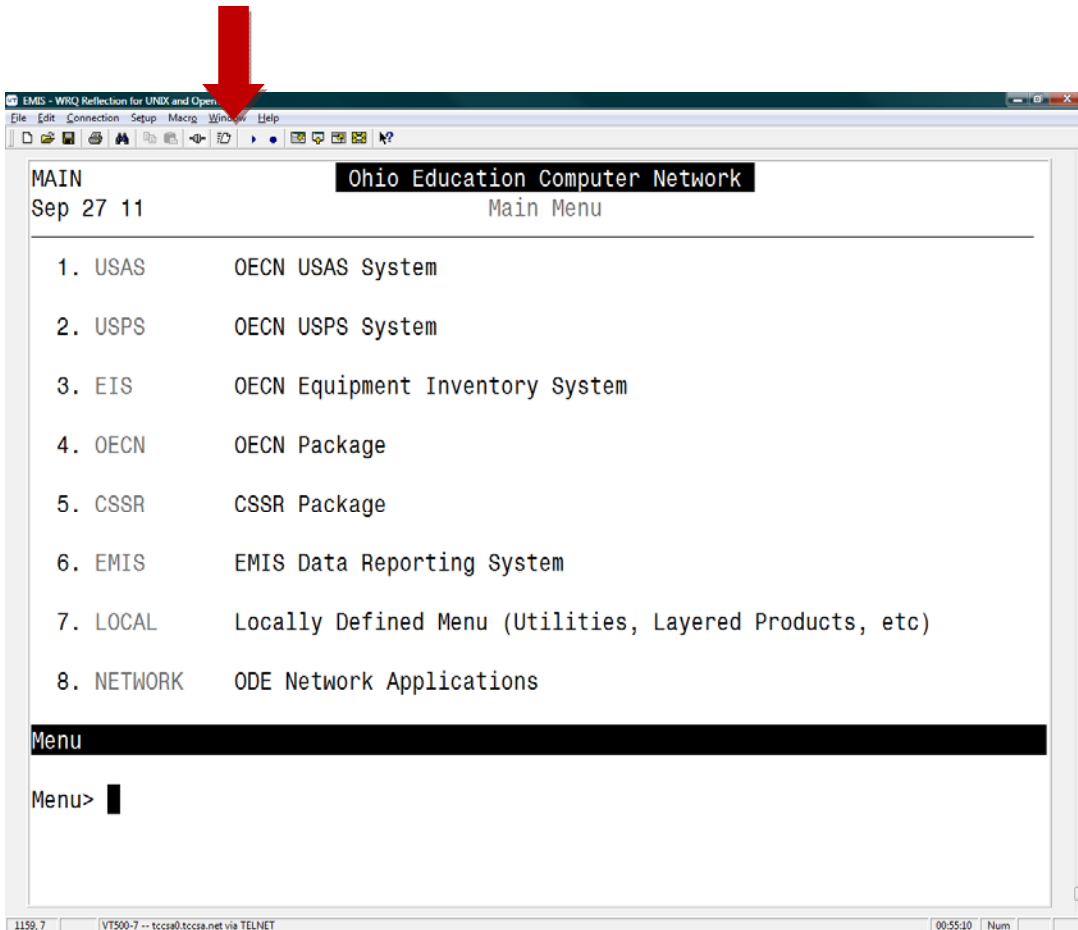 EMIS - WRQ Reflection for UNIX and Open
File Edit Connection Setup Macro Window Help
MAIN Ohio Education Computer Network
Sep 27 11 Main Menu
1. USAS OECN USAS System
2. USPS OECN USPS System
3. EIS OECN Equipment Inventory System
4. OECN OECN Package
5. CSSR CSSR Package
6. EMIS EMIS Data Reporting System
7. LOCAL Locally Defined Menu (Utilities, Layered Products, etc)
8. NETWORK ODE Network Applications
Menu
Menu>
1159, 7 VT500-7 -- tccsa0.tccsa.net via TELNET 00:55:10 Num